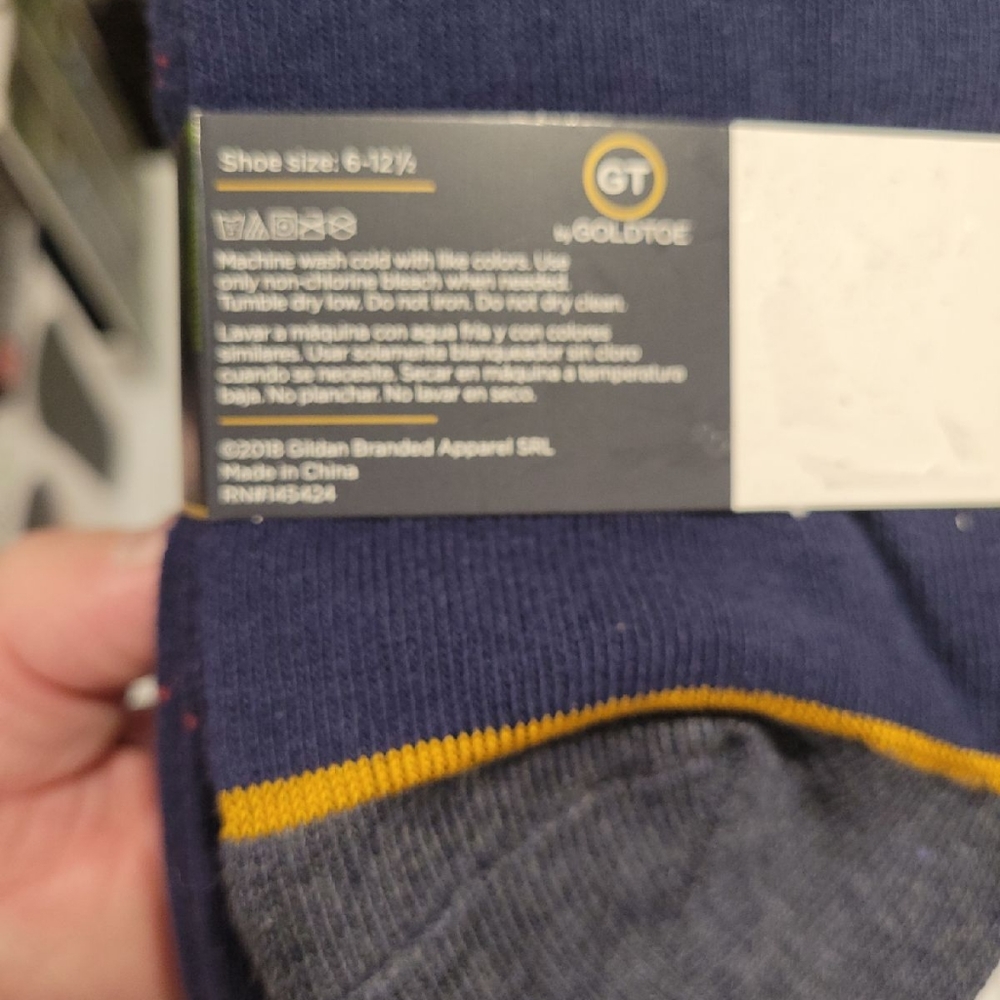 Shoe size: 6-12½
GT
by GOLDTOE
Machine wash cold with like colors. Use
only non-chlorine bleach when needed.
Tumble dry low. Do not iron. Do not dry clean.
Lavar a máquina con agua fría y con colores
similares. Usar solamente blanqueador sin cloro
cuando se necesite. Secar en máquina a temperatura
baja. No planchar. No lavar en seco.
©2018 Gildan Branded Apparel SRL
Made in China
RN#145424